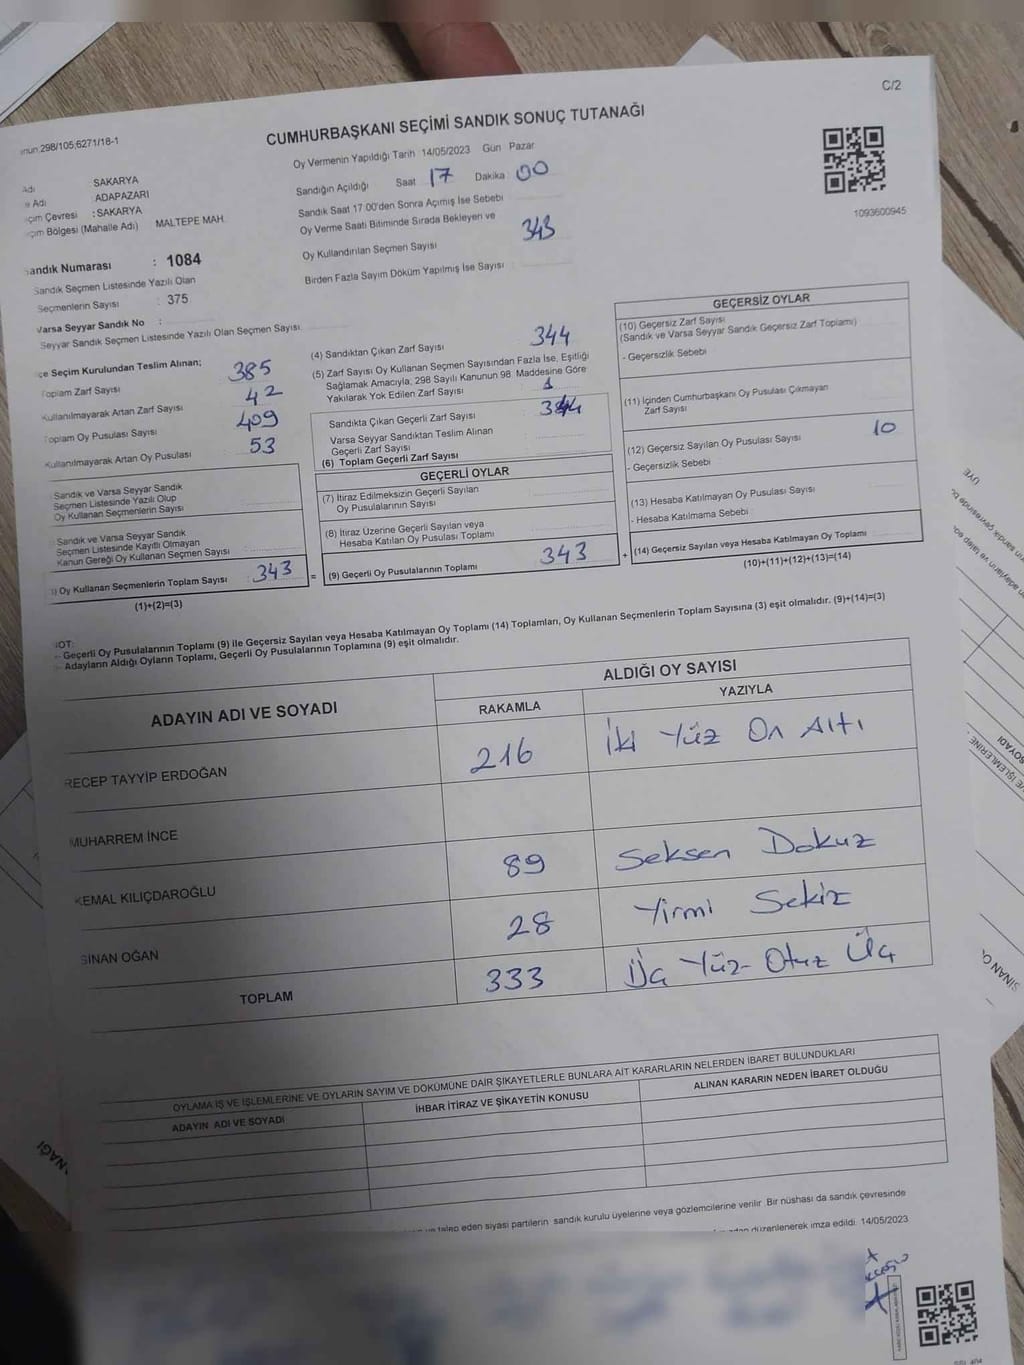 C/2
298/105,6271/18-1
CUMHURBAŞKANI SEÇİMİ SANDIK SONUÇ TUTANAĞI
Oy Vermenin Yapıldığı Tarih 14/05/2023 Gün Pazar
Adı SAKARYA
Adı ADAPAZARI
Çevresi : SAKARYA
Bölgesi (Mahalle Adı) MALTEPE MAH.
Sandığın Açıldığı Saat 17 Dakika 00
Sandık Saat 17:00'den Sonra Açılmış İse Sebebi
Oy Verme Saati Bitiminde Sırada Bekleyen ve
Oy Kullandırılan Seçmen Sayısı 343
Birden Fazla Sayım Döküm Yapılmış İse Sayısı :
1093600945
Sandık Numarası : 1084
Sandık Seçmen Listesinde Yazılı Olan
Seçmenlerin Sayısı : 375
Varsa Seyyar Sandık No :
Seyyar Sandık Seçmen Listesinde Yazılı Olan Seçmen Sayısı
Seçim Kurulundan Teslim Alınan;
Toplam Zarf Sayısı 385
Kullanılmayarak Artan Zarf Sayısı 42
Toplam Oy Pusulası Sayısı 409
Kullanılmayarak Artan Oy Pusulası 53
(4) Sandıktan Çıkan Zarf Sayısı 344
(5) Zarf Sayısı Oy Kullanan Seçmen Sayısından Fazla İse, Eşitliği
Sağlamak Amacıyla; 298 Sayılı Kanunun 98. Maddesine Göre
Yakılarak Yok Edilen Zarf Sayısı : 1
Sandıkta Çıkan Geçerli Zarf Sayısı
Varsa Seyyar Sandıktan Teslim Alınan
Geçerli Zarf Sayısı
(6) Toplam Geçerli Zarf Sayısı
GEÇERSİZ OYLAR
(10) Geçersiz Zarf Sayısı
(Sandık ve Varsa Seyyar Sandık Geçersiz Zarf Toplamı)
- Geçersizlik Sebebi
(11) İçinden Cumhurbaşkanı Oy Pusulası Çıkmayan
Zarf Sayısı
(12) Geçersiz Sayılan Oy Pusulası Sayısı 10
- Geçersizlik Sebebi
(13) Hesaba Katılmayan Oy Pusulası Sayısı
- Hesaba Katılmama Sebebi
(14) Geçersiz Sayılan veya Hesaba Katılmayan Oy Toplamı
(10)+(11)+(12)+(13)=(14)
Sandık ve Varsa Seyyar Sandık
Seçmen Listesinde Yazılı Olup
Oy Kullanan Seçmenlerin Sayısı
Sandık ve Varsa Seyyar Sandık
Seçmen Listesinde Kayıtlı Olmayan
Kanun Gereği Oy Kullanan Seçmen Sayısı
Oy Kullanan Seçmenlerin Toplam Sayısı 343 =
(1)+(2)=(3)
GEÇERLİ OYLAR
(7) İtiraz Edilmeksizin Geçerli Sayılan
Oy Pusulalarının Sayısı
(8) İtiraz Üzerine Geçerli Sayılan veya
Hesaba Katılan Oy Pusulası Toplamı
(9) Geçerli Oy Pusulalarının Toplamı 343 +
NOT:
- Geçerli Oy Pusulalarının Toplamı (9) ile Geçersiz Sayılan veya Hesaba Katılmayan Oy Toplamı (14) Toplamları, Oy Kullanan Seçmenlerin Toplam Sayısına (3) eşit olmalıdır. (9)+(14)=(3)
- Adayların Aldığı Oyların Toplamı, Geçerli Oy Pusulalarının Toplamına (9) eşit olmalıdır.
ADAYIN ADI VE SOYADI
ALDIĞI OY SAYISI
RAKAMLA YAZIYLA
RECEP TAYYİP ERDOĞAN 216 İki Yüz On Altı
MUHARREM İNCE
KEMAL KILIÇDAROĞLU 89 Seksen Dokuz
SİNAN OĞAN 28 Yirmi Sekiz
TOPLAM 333 Üç Yüz Otuz Üç
OYLAMA İŞ VE İŞLEMLERİNE VE OYLARIN SAYIM VE DÖKÜMÜNE DAİR ŞİKAYETLERLE BUNLARA AİT KARARLARIN NELERDEN İBARET BULUNDUKLARI
ADAYIN ADI VE SOYADI
İHBAR İTİRAZ VE ŞİKAYETİN KONUSU
ALINAN KARARIN NEDEN İBARET OLDUĞU
ve talep eden siyasi partilerin sandık kurulu üyelerine veya gözlemcilerine verilir. Bir nüshası da sandık çevresinde
düzenlenerek imza edildi. 14/05/2023
SİNAN